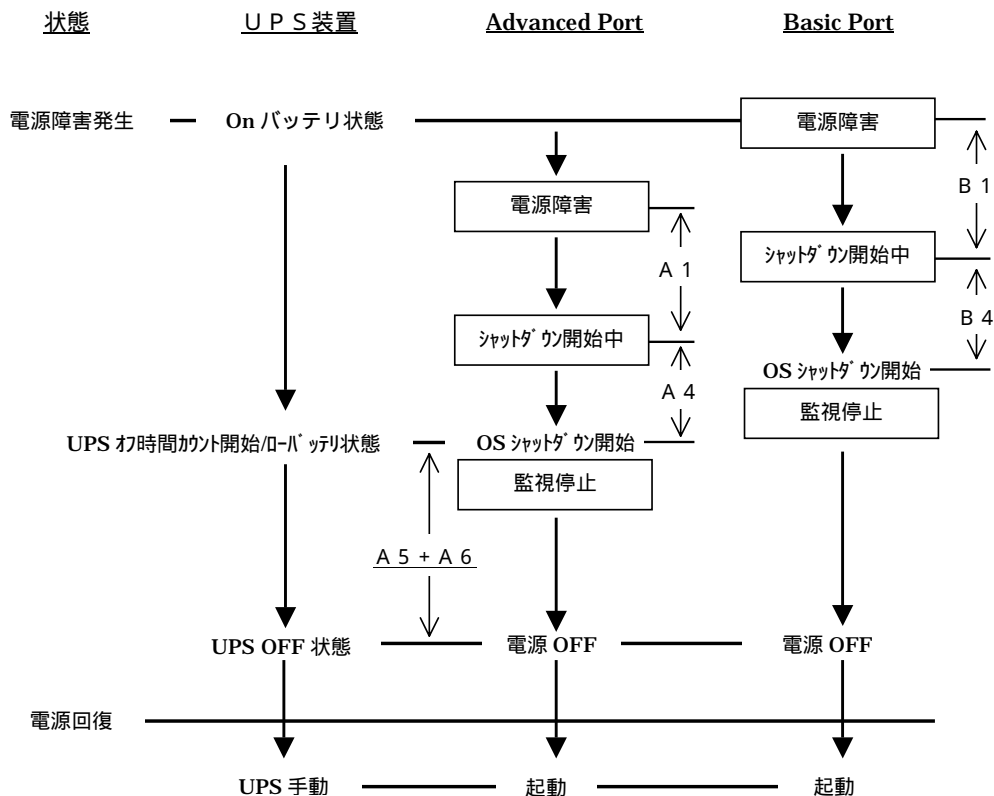 状態 ＵＰＳ装置 Advanced Port Basic Port
電源障害発生 On バッテリ状態 電源障害
電源障害
Ｂ１
ｼｬｯﾄﾀﾞｳﾝ開始中
Ａ１
ｼｬｯﾄﾀﾞｳﾝ開始中
Ｂ４
OS ｼｬｯﾄﾀﾞｳﾝ開始
Ａ４
監視停止
UPS ｵﾌ時間ｶｳﾝﾄ開始/ﾛｰﾊﾞｯﾃﾘ状態 OS ｼｬｯﾄﾀﾞｳﾝ開始
監視停止
Ａ５＋Ａ６
UPS OFF 状態 電源 OFF 電源 OFF
電源回復
UPS 手動 起動 起動